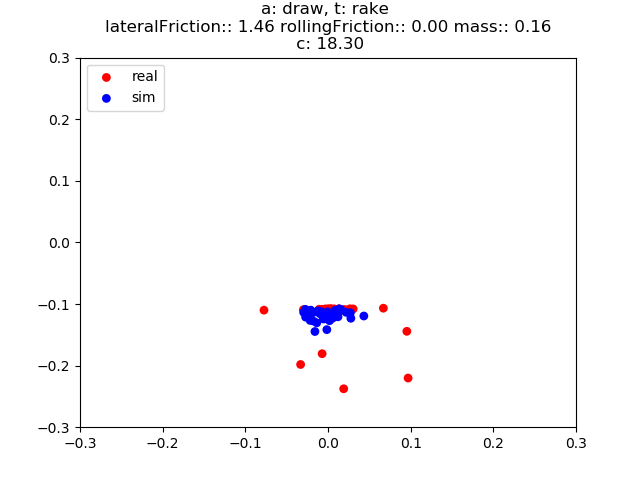 a: draw, t: rake
lateralFriction:: 1.46 rollingFriction:: 0.00 mass:: 0.16
c: 18.30
real
sim
0.3
0.2
0.1
0.0
−0.1
−0.2
−0.3
−0.3
−0.2
−0.1
0.0
0.1
0.2
0.3